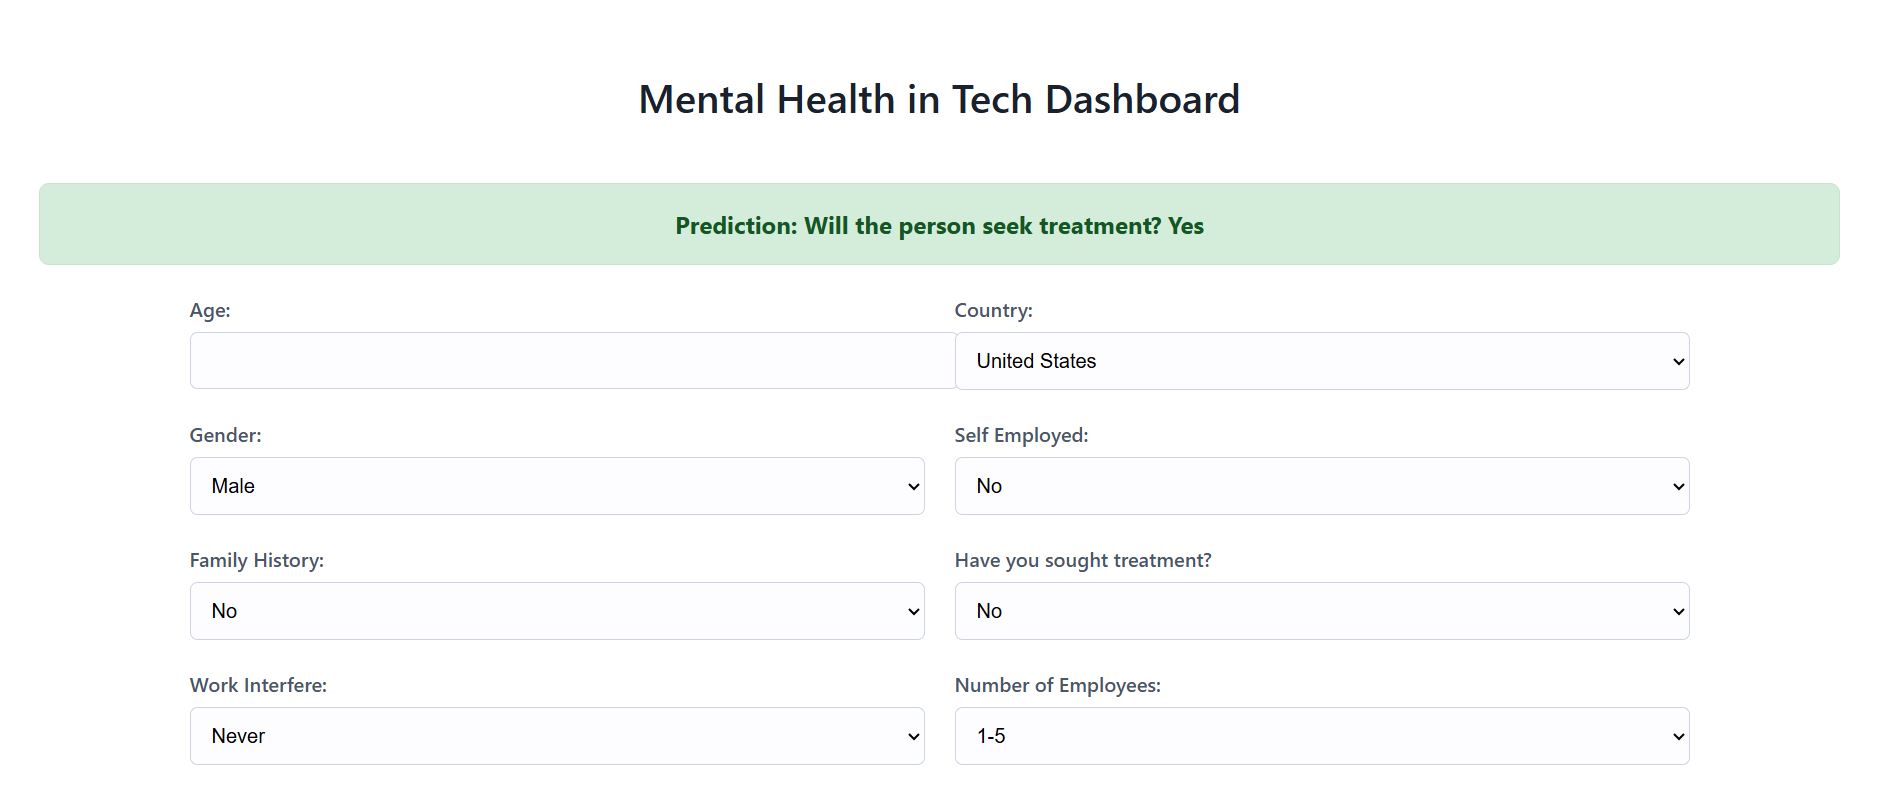 Mental Health in Tech Dashboard
Prediction: Will the person seek treatment? Yes
Age:
Country:
United States
Gender:
Self Employed:
Male
No
Family History:
Have you sought treatment?
No
No
Work Interfere:
Number of Employees:
Never
1-5